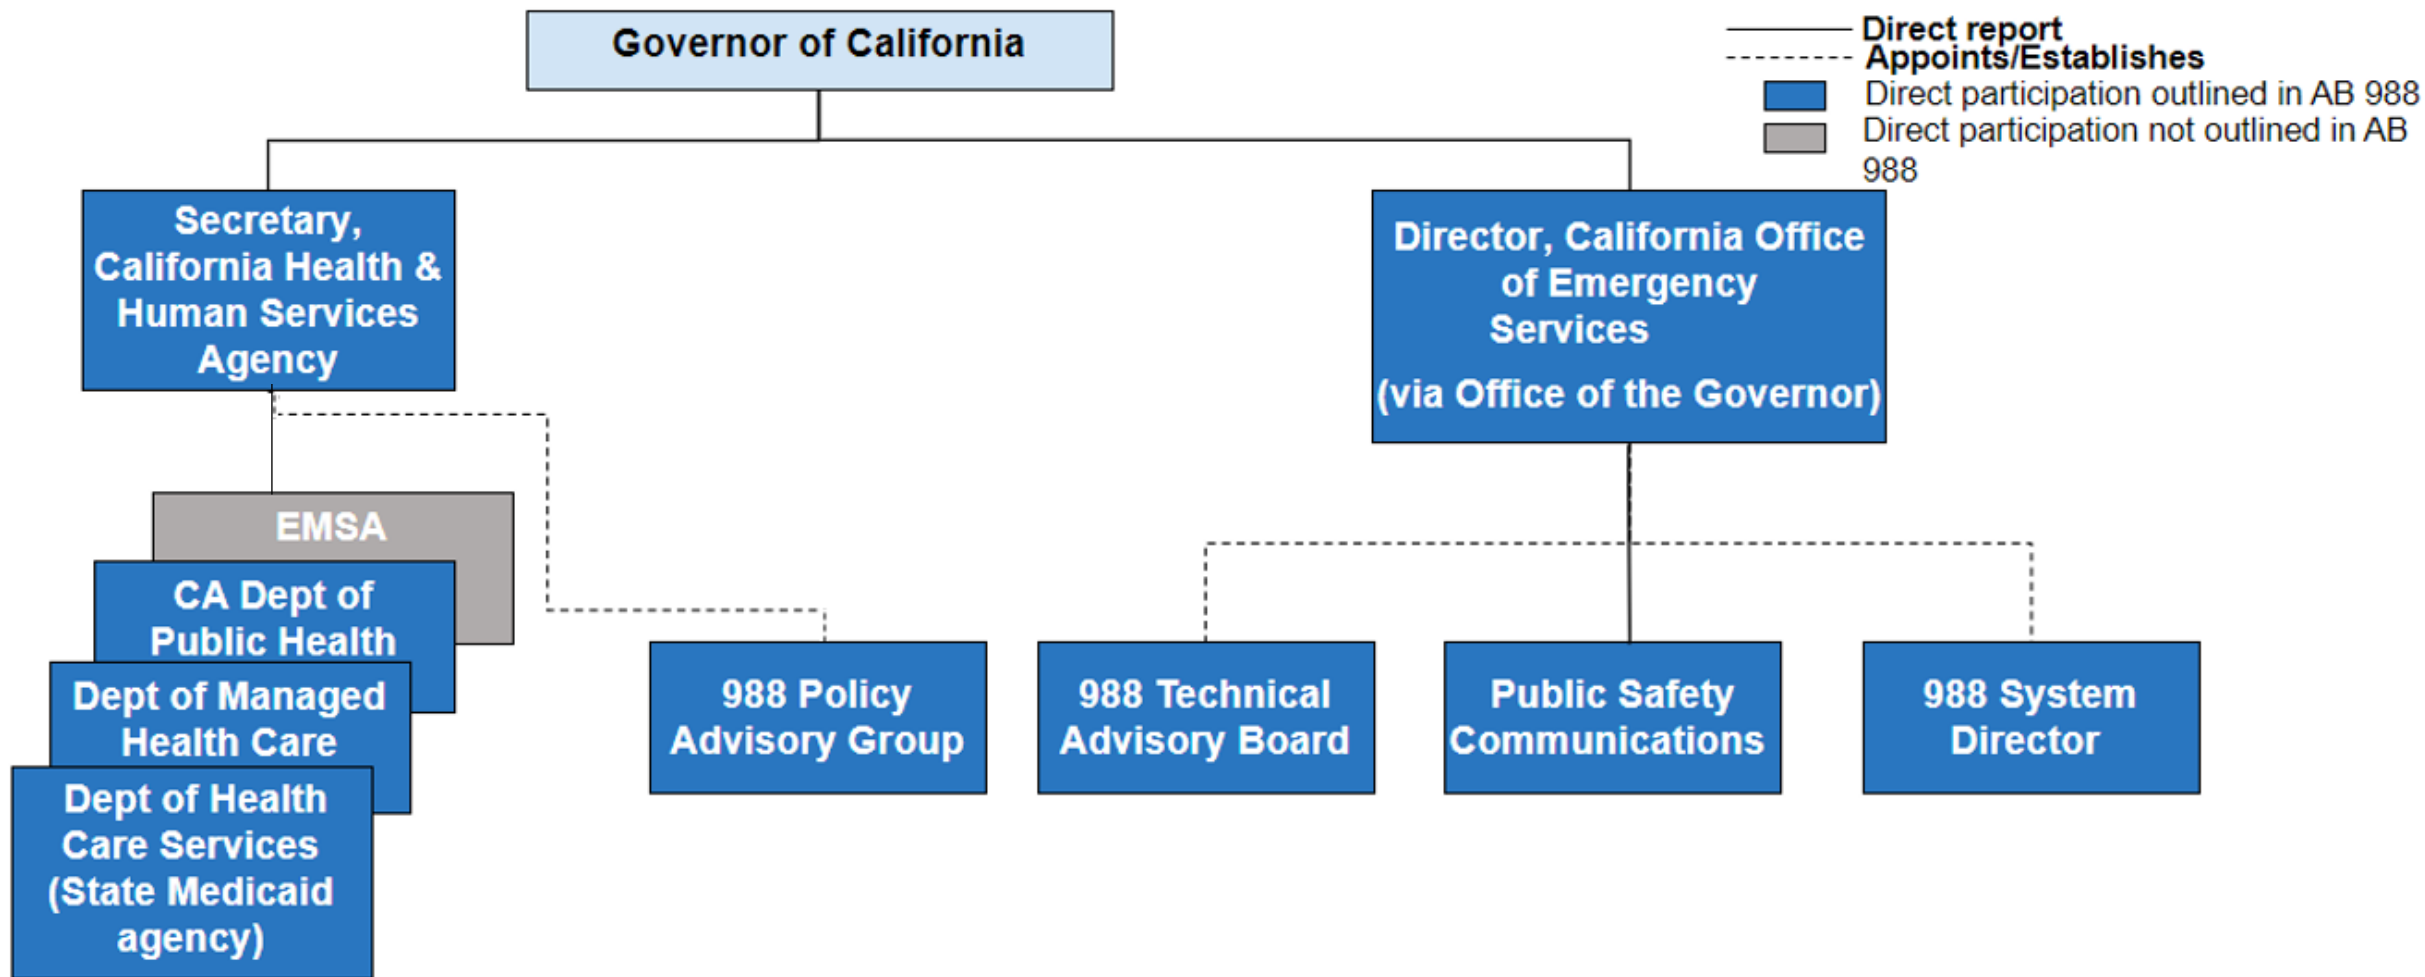 Governor of California
Direct report
Appoints/Establishes
Direct participation outlined in AB 988
Direct participation not outlined in AB
988
Secretary,
California Health &
Human Services
Agency
Director, California Office
of Emergency
Services
(via Office of the Governor)
EMSA
CA Dept of
Public Health
Dept of Managed
Health Care
Dept of Health
Care Services
(State Medicaid
agency)
988 Policy
Advisory Group
988 Technical
Advisory Board
Public Safety
Communications
988 System
Director